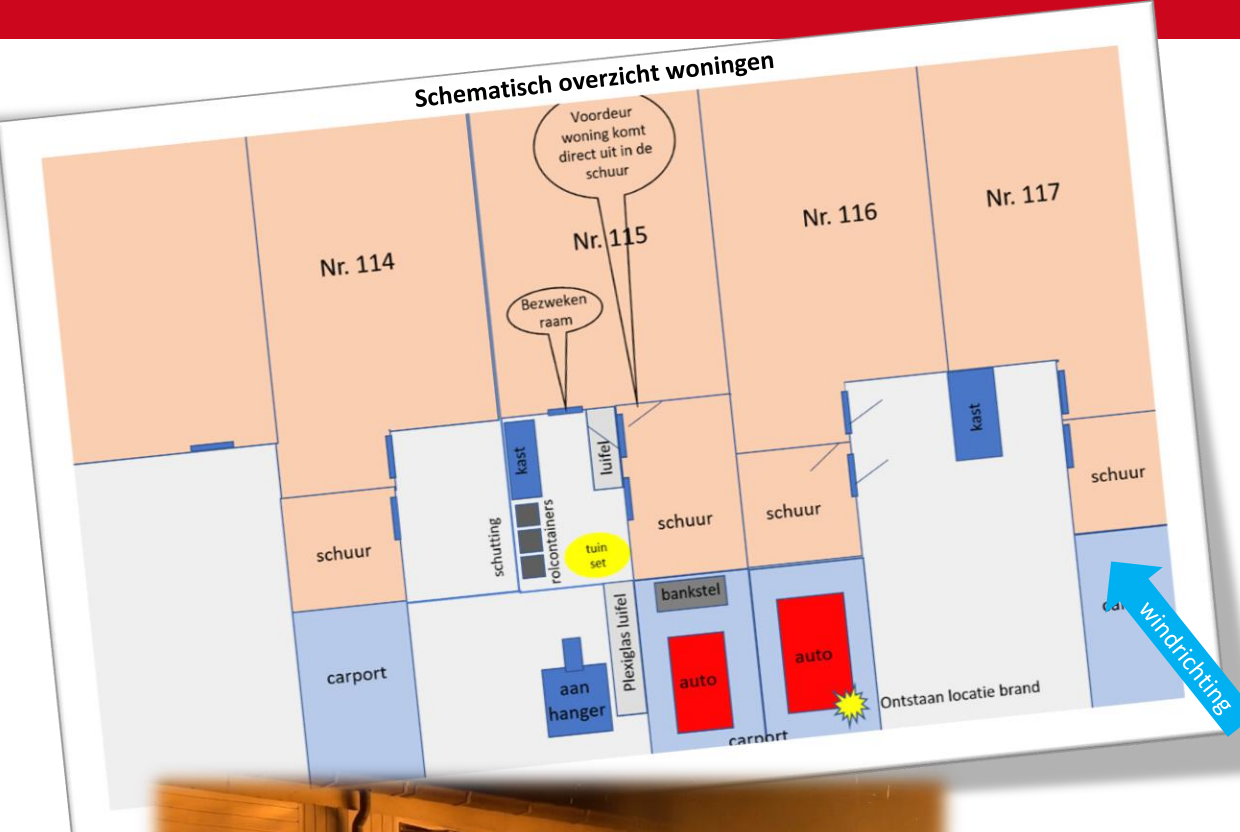 Schematisch overzicht woningen
Voordeur
woning komt
direct uit in de
schuur
Nr. 114
Nr. 115
Nr. 116
Nr. 117
Bezweken
raam
kast
luifel
kast
schutting
rolcontainers
tuin
set
schuur
schuur
schuur
schuur
carport
aan
hanger
Plexiglas luifel
bankstel
auto
auto
carport
Ontstaan locatie brand
windrichting